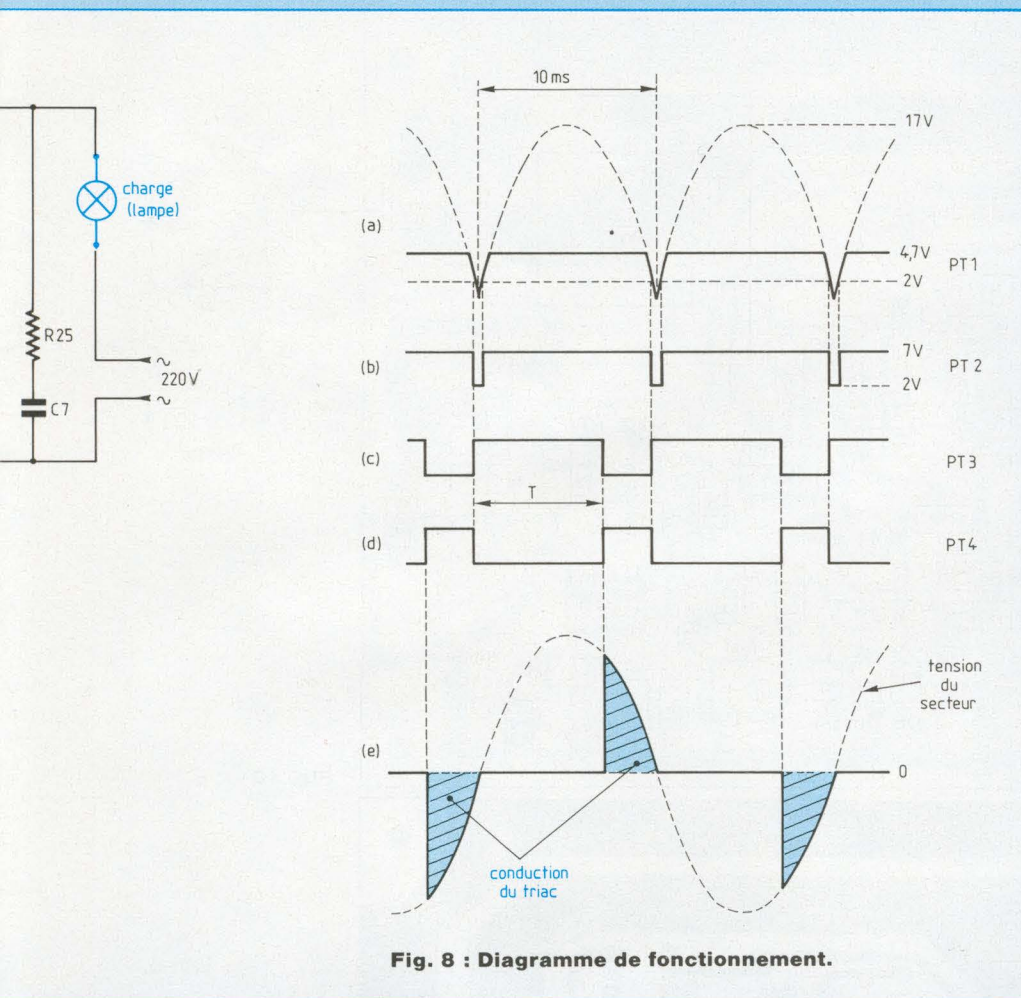 charge
(lampe)
R25
220V
C7
10 ms
17V
(a)
4,7V
PT1
2V
(b)
7V
PT 2
2V
(c)
PT3
T
(d)
PT4
tension
du
secteur
(e)
0
conduction
du triac
Fig. 8 : Diagramme de fonctionnement.